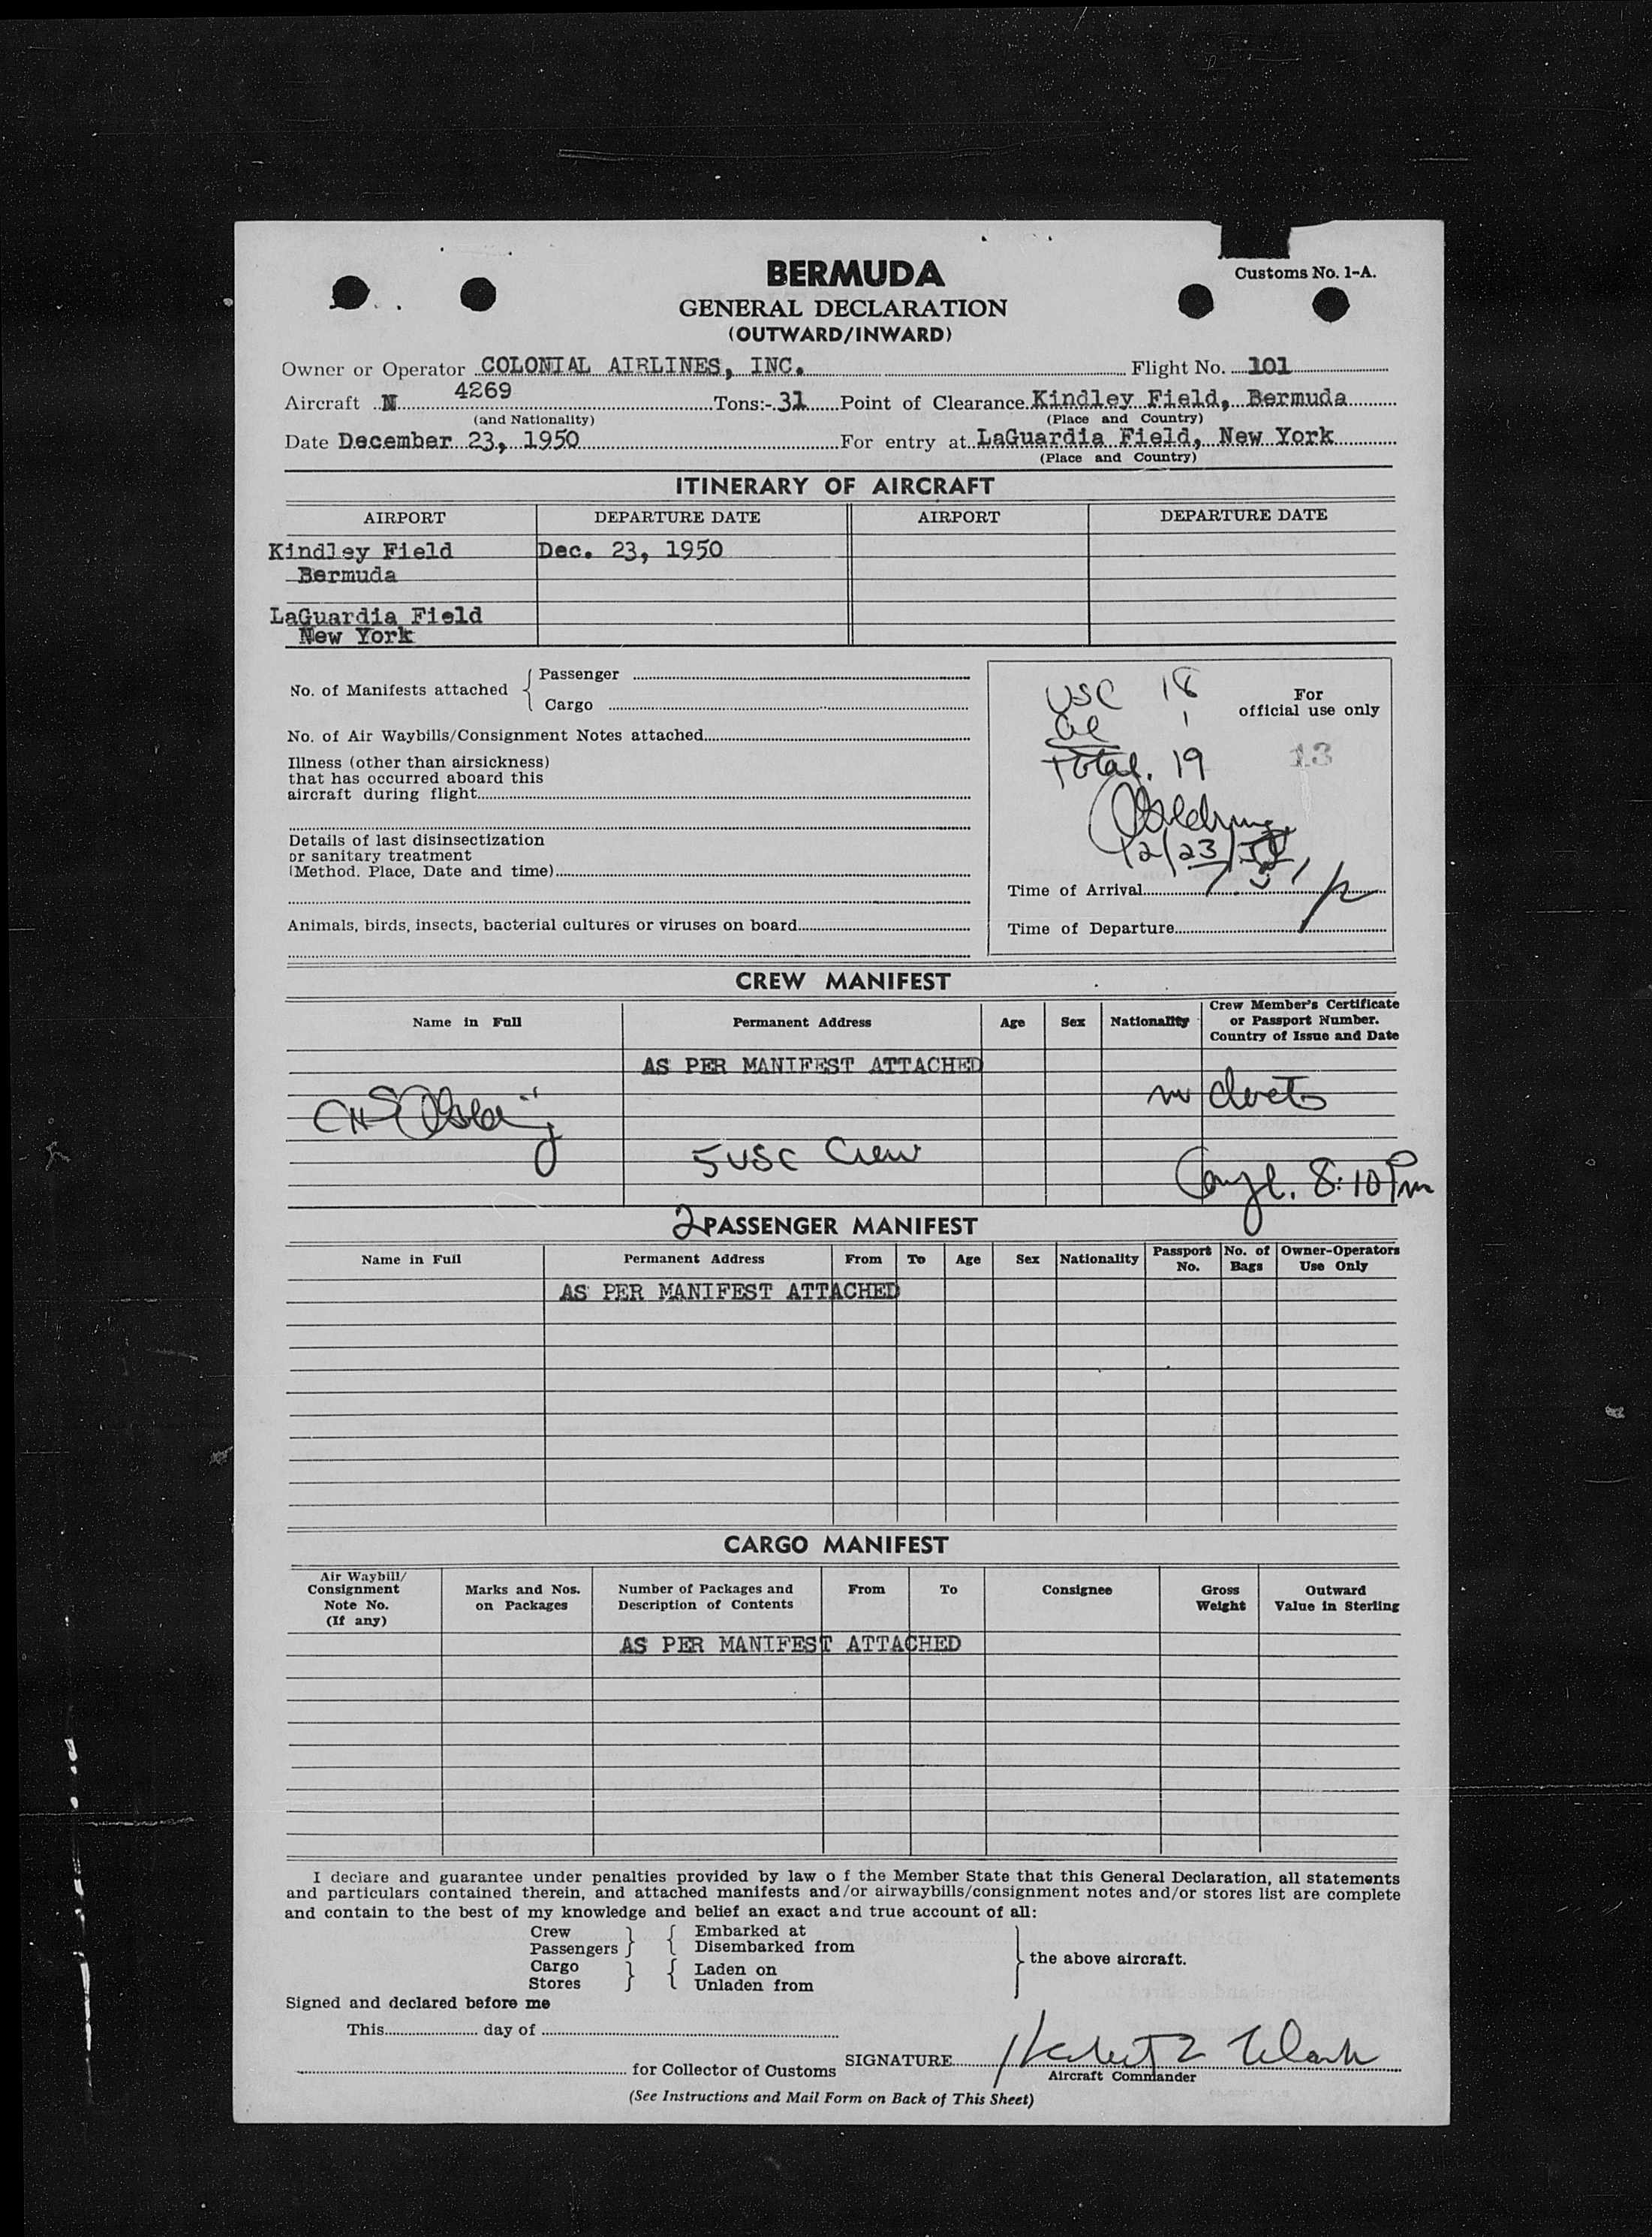 BERMUDA
Customs No. 1-A.
GENERAL DECLARATION
(OUTWARD/INWARD)
Owner or Operator COLONIAL AIRLINES, INC. Flight No. 101
Aircraft N 4269 Tons:- 31 Point of Clearance Kindley Field, Bermuda
(and Nationality) (Place and Country)
Date December 23, 1950 For entry at LaGuardia Field, New York
(Place and Country)
ITINERARY OF AIRCRAFT
AIRPORT DEPARTURE DATE AIRPORT DEPARTURE DATE
Kindley Field Dec. 23, 1950
Bermuda
LaGuardia Field
New York
No. of Manifests attached
Passenger
Cargo
No. of Air Waybills/Consignment Notes attached
Illness (other than airsickness)
that has occurred aboard this
aircraft during flight
Details of last disinsectization
or sanitary treatment
(Method. Place, Date and time)
Animals, birds, insects, bacterial cultures or viruses on board
USC 18
For
official use only
1
Total. 19
13
12/23/
Time of Arrival
Time of Departure
CREW MANIFEST
Name in Full Permanent Address Age Sex Nationality Crew Member's Certificate
or Passport Number.
Country of Issue and Date
AS PER MANIFEST ATTACHED
5 USC Crew
8:10 Pm
2 PASSENGER MANIFEST
Name in Full Permanent Address From To Age Sex Nationality Passport No. No. of Bags Owner-Operators Use Only
AS PER MANIFEST ATTACHED
CARGO MANIFEST
Air Waybill/
Consignment
Note No.
(If any)
Marks and Nos.
on Packages
Number of Packages and
Description of Contents
From To Consignee
Gross
Weight
Outward
Value in Sterling
AS PER MANIFEST ATTACHED
I declare and guarantee under penalties provided by law o f the Member State that this General Declaration, all statements
and particulars contained therein, and attached manifests and/or airwaybills/consignment notes and/or stores list are complete
and contain to the best of my knowledge and belief an exact and true account of all:
Crew Embarked at
Passengers Disembarked from
the above aircraft.
Cargo Laden on
Stores Unladen from
Signed and declared before me
This day of
for Collector of Customs
SIGNATURE
Aircraft Commander
(See Instructions and Mail Form on Back of This Sheet)